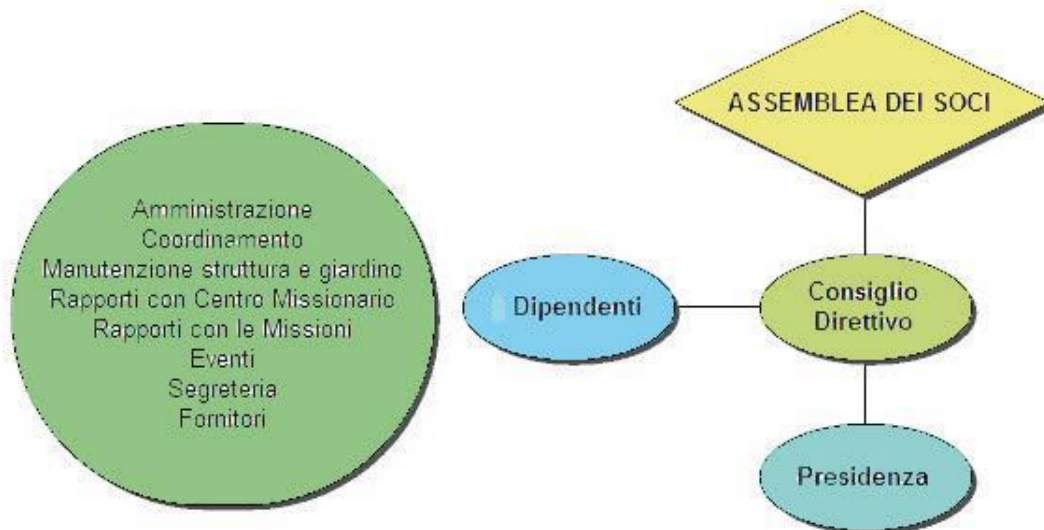 ASSEMBLEA DEI SOCI
Amministrazione
Coordinamento
Manutenzione struttura e giardino
Rapporti con Centro Missionario
Rapporti con le Missioni
Eventi
Segreteria
Fornitori
Dipendenti
Consiglio
Direttivo
Presidenza